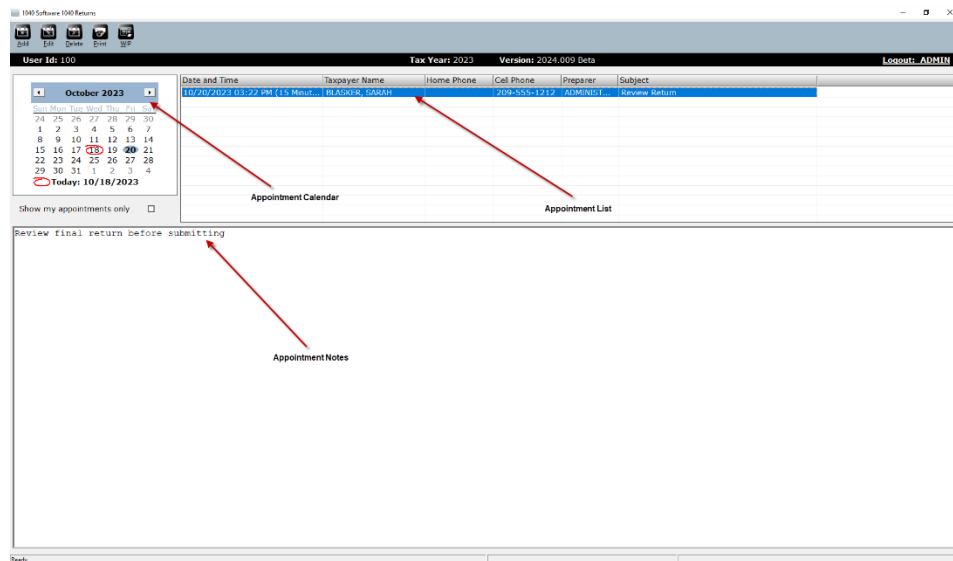 1040 Software 1040 Returns
Add Edit Delete Print WIP
User Id: 100 Tax Year: 2023 Version: 2024.009 Beta Logout: ADMIN
October 2023
Sun Mon Tue Wed Thu Fri Sat
24 25 26 27 28 29 30
1 2 3 4 5 6 7
8 9 10 11 12 13 14
15 16 17 18 19 20 21
22 23 24 25 26 27 28
29 30 31 1 2 3 4
Today: 10/18/2023
Show my appointments only
Date and Time Taxpayer Name Home Phone Cell Phone Preparer Subject
10/20/2023 03:22 PM (15 Minut... BLASKER, SARAH 209-555-1212 ADMINIST... Review Return
Appointment Calendar
Appointment List
Review final return before submitting
Appointment Notes
Ready